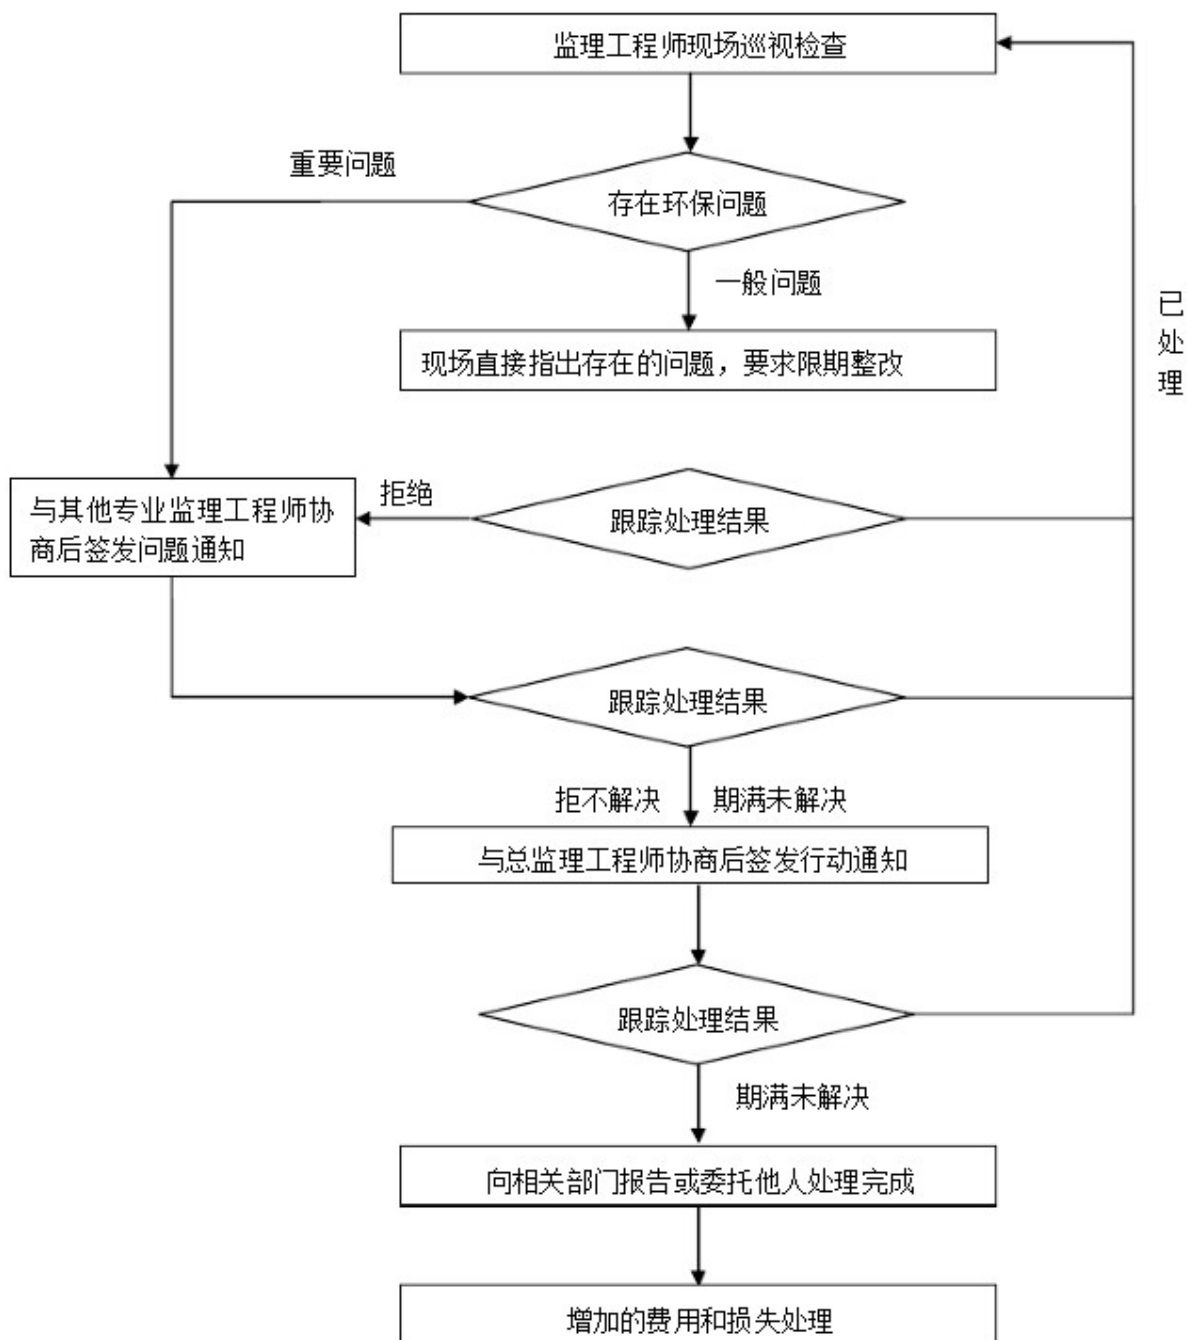 监理工程师现场巡视检查
重要问题
存在环保问题
一般问题
已
处
理
现场直接指出存在的问题，要求限期整改
与其他专业监理工程师协
商后签发问题通知
拒绝
跟踪处理结果
跟踪处理结果
拒不解决
期满未解决
与总监理工程师协商后签发行动通知
跟踪处理结果
期满未解决
向相关部门报告或委托他人处理完成
增加的费用和损失处理